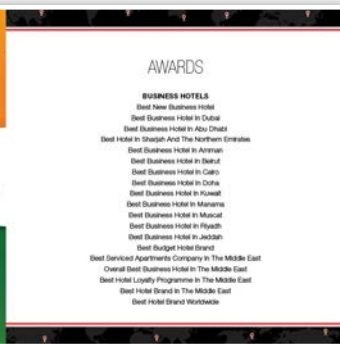 AWARDS
BUSINESS HOTELS
Best New Business Hotel
Best Business Hotel In Dubai
Best Business Hotel In Abu Dhabi
Best Hotel In Sharjah And The Northern Emirates
Best Business Hotel In Amman
Best Business Hotel In Beirut
Best Business Hotel In Cairo
Best Business Hotel In Doha
Best Business Hotel In Kuwait
Best Business Hotel In Manama
Best Business Hotel In Muscat
Best Business Hotel In Riyadh
Best Business Hotel In Jeddah
Best Budget Hotel Brand
Best Serviced Apartments Company In The Middle East
Overall Best Business Hotel In The Middle East
Best Hotel Loyalty Programme In The Middle East
Best Hotel Brand In The Middle East
Best Hotel Brand Worldwide